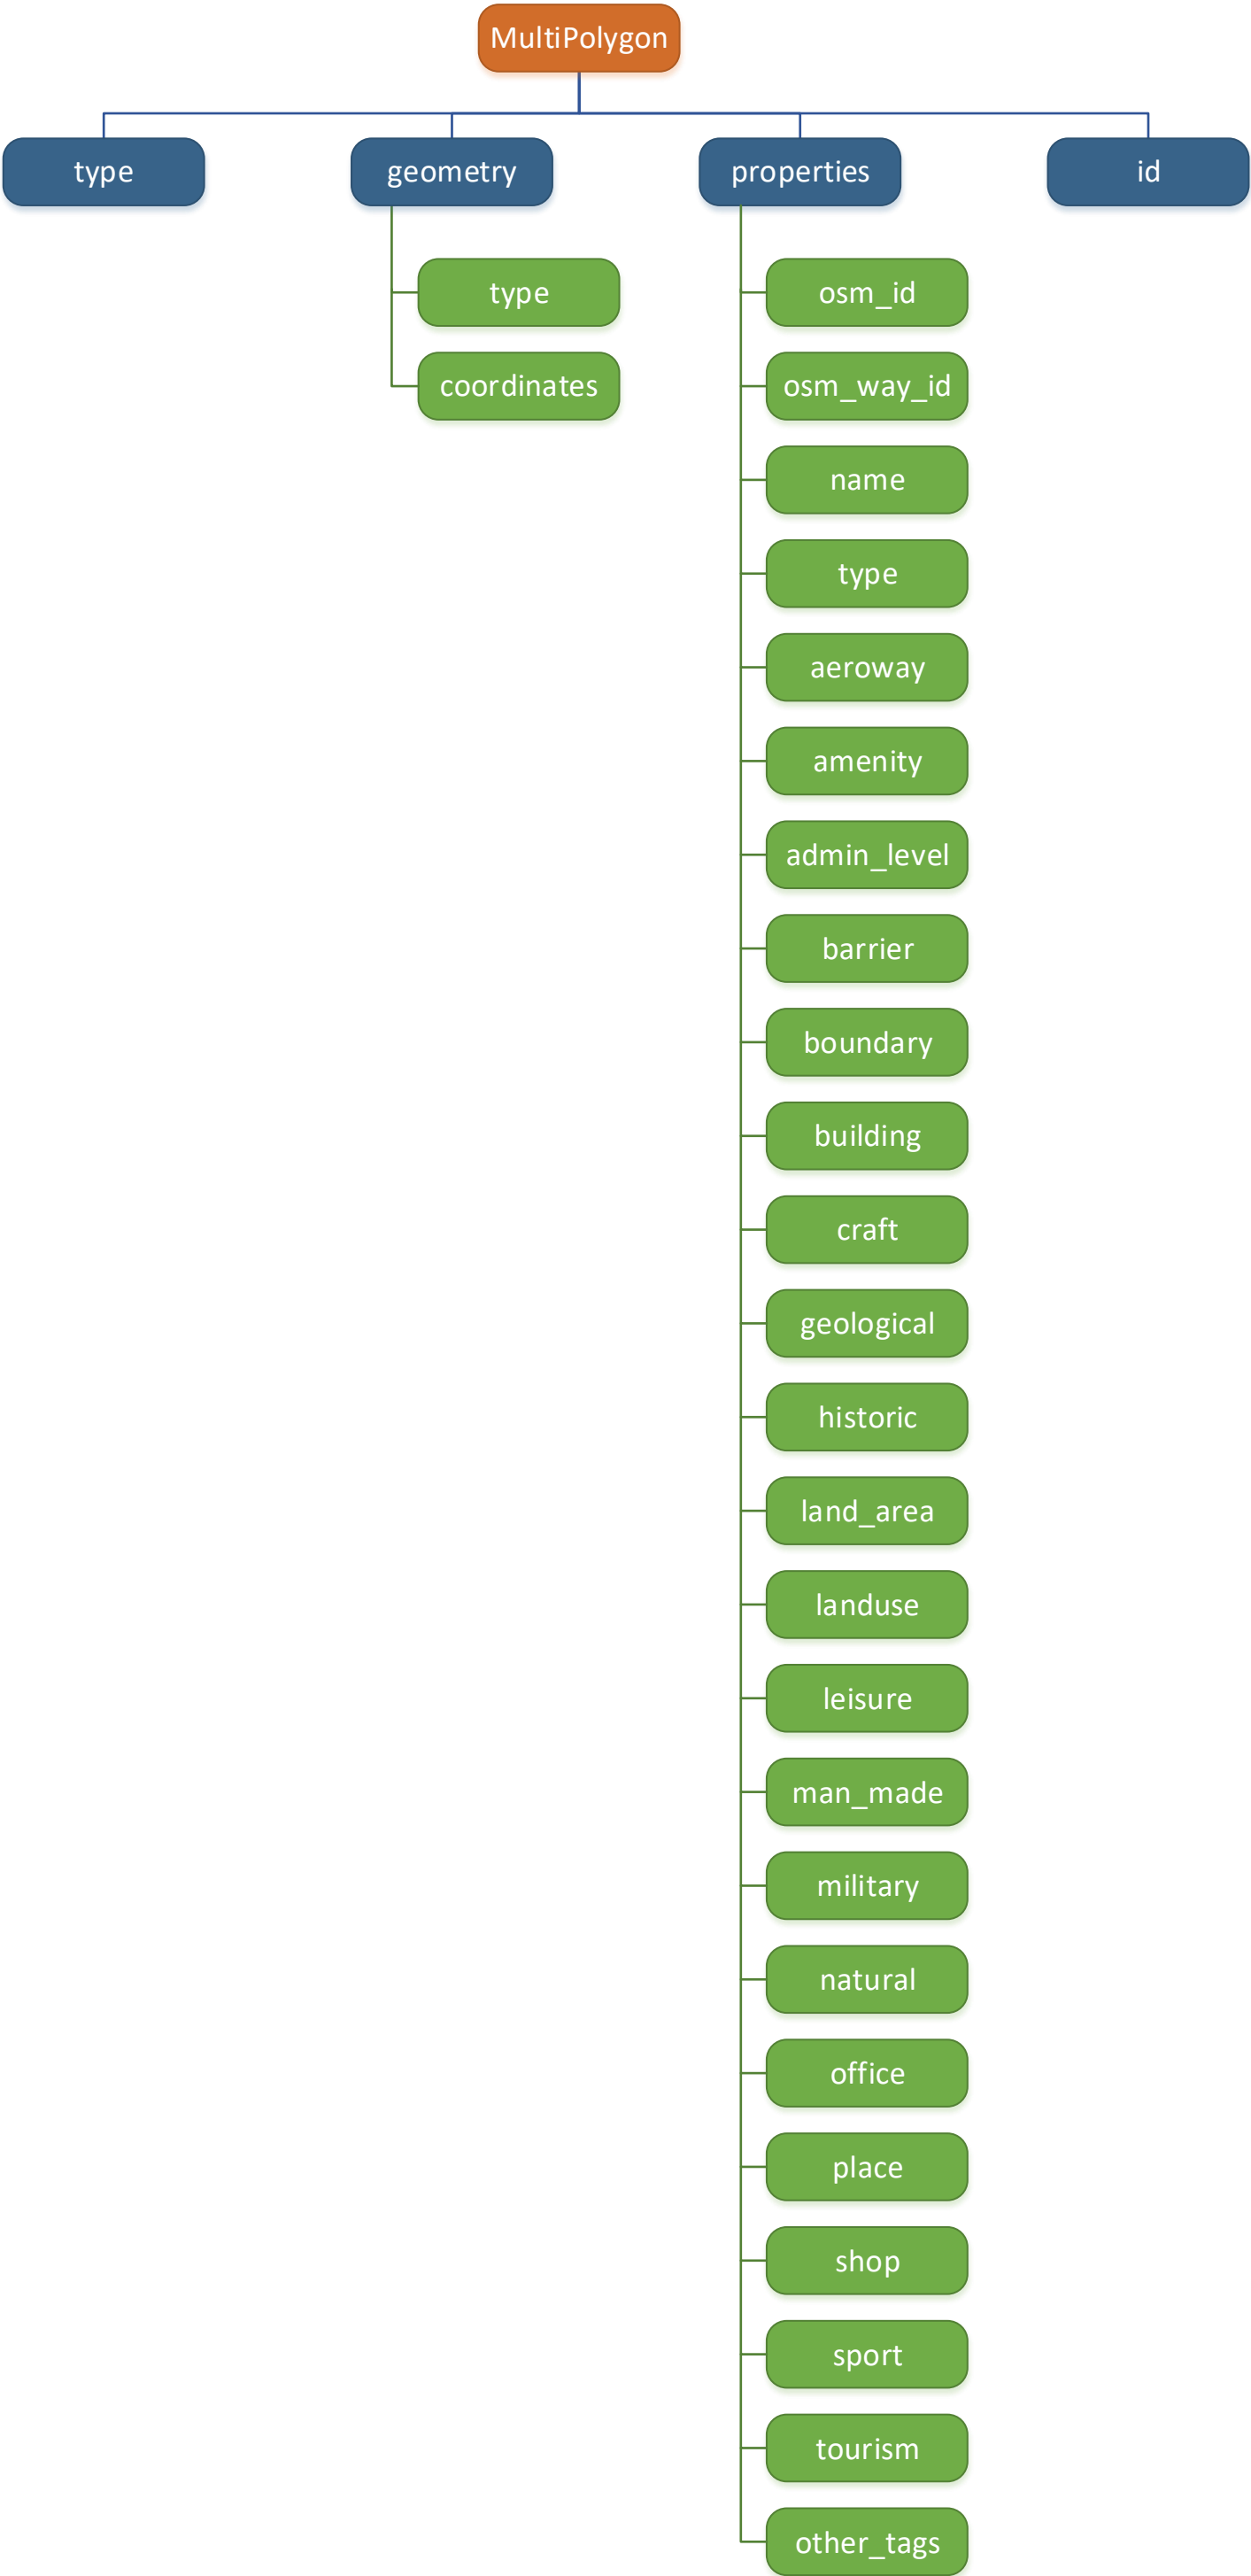 MultiPolygon
type
geometry
properties
id
type
coordinates
osm_id
osm_way_id
name
type
aeroway
amenity
admin_level
barrier
boundary
building
craft
geological
historic
land_area
landuse
leisure
man_made
military
natural
office
place
shop
sport
tourism
other_tags